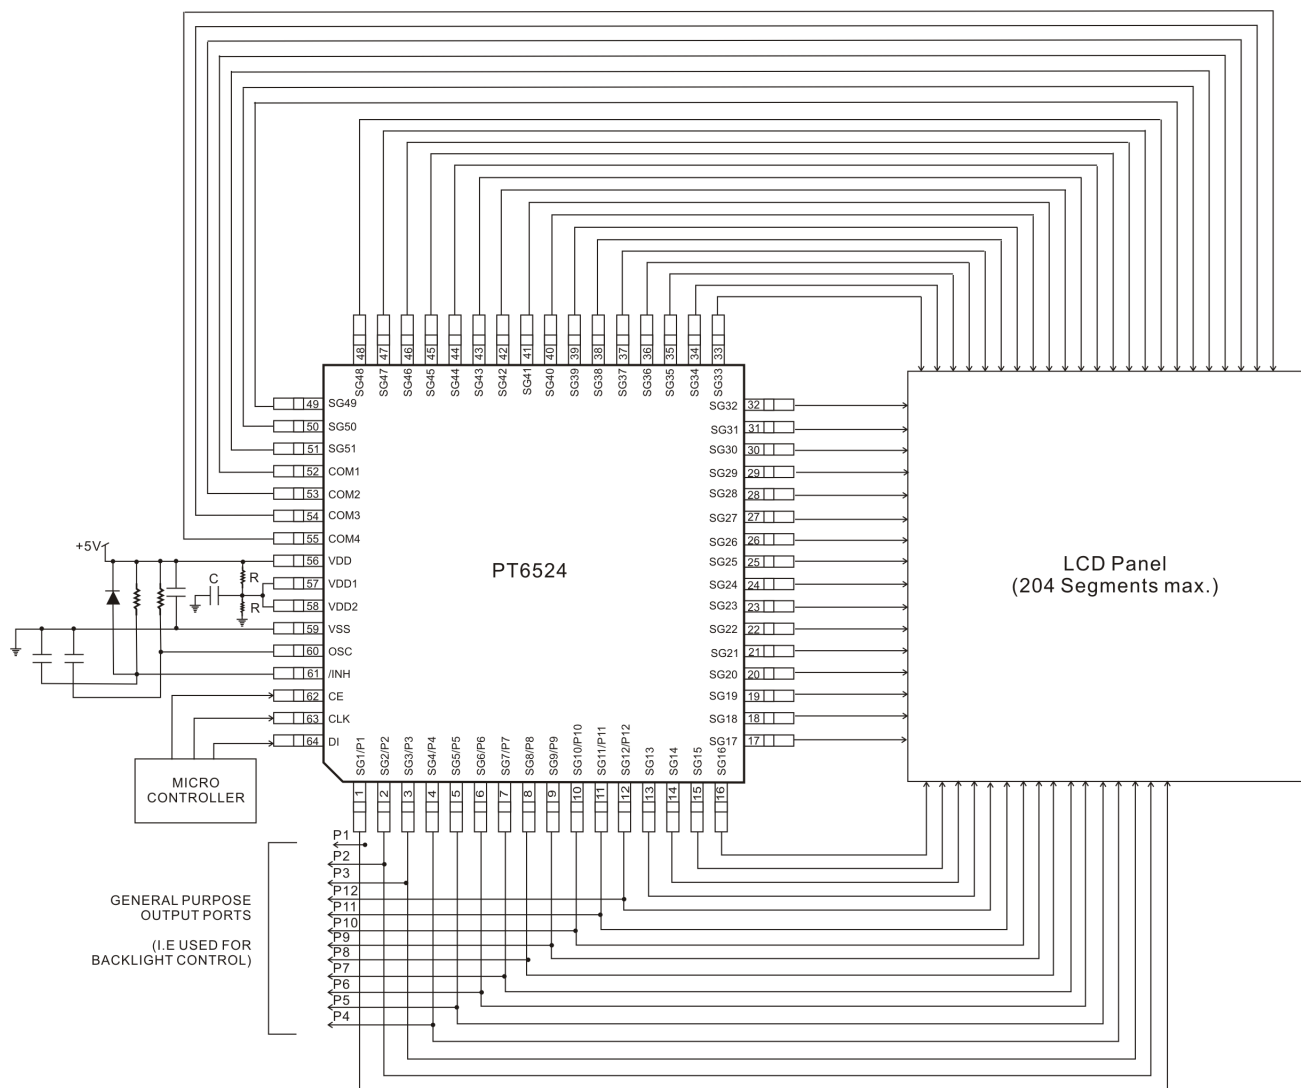 48 47 46 45 44 43 42 41 40 39 38 37 36 35 34 33
SG48 SG47 SG46 SG45 SG44 SG43 SG42 SG41 SG40 SG39 SG38 SG37 SG36 SG35 SG34 SG33
49 SG49
50 SG50
51 SG51
52 COM1
53 COM2
54 COM3
55 COM4
56 VDD
57 VDD1
58 VDD2
59 VSS
60 OSC
61 /INH
62 CE
63 CLK
64 DI
+5V
C
R
R
PT6524
SG32 32
SG31 31
SG30 30
SG29 29
SG28 28
SG27 27
SG26 26
SG25 25
SG24 24
SG23 23
SG22 22
SG21 21
SG20 20
SG19 19
SG18 18
SG17 17
LCD Panel
(204 Segments max.)
MICRO
CONTROLLER
SG1/P1 SG2/P2 SG3/P3 SG4/P4 SG5/P5 SG6/P6 SG7/P7 SG8/P8 SG9/P9 SG10/P10 SG11/P11 SG12/P12 SG13 SG14 SG15 SG16
1 2 3 4 5 6 7 8 9 10 11 12 13 14 15 16
P1
P2
P3
P12
P11
P10
P9
P8
P7
P6
P5
P4
GENERAL PURPOSE
OUTPUT PORTS
(I.E USED FOR
BACKLIGHT CONTROL)